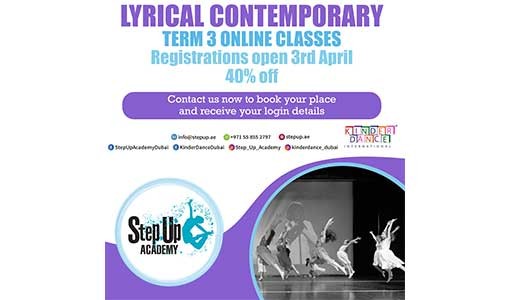 LYRICAL CONTEMPORARY
TERM 3 ONLINE CLASSES
Registrations open 3rd April
40% off
Contact us now to book your place
and receive your login details
info@stepup.ae +971 55 855 2797 stepup.ae
StepUpAcademyDubai KinderDanceDubai Step_Up_Academy kinderdance_dubai
KINDER
DANCE
INTERNATIONAL
Step Up
ACADEMY